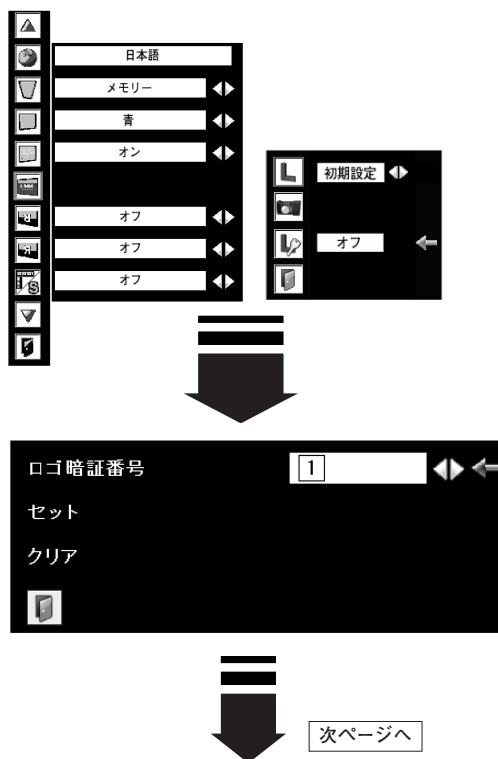 日本語
メモリー
青
オン
オフ
オフ
オフ
初期設定
オフ
ロゴ暗証番号
1
セット
クリア
次ページへ